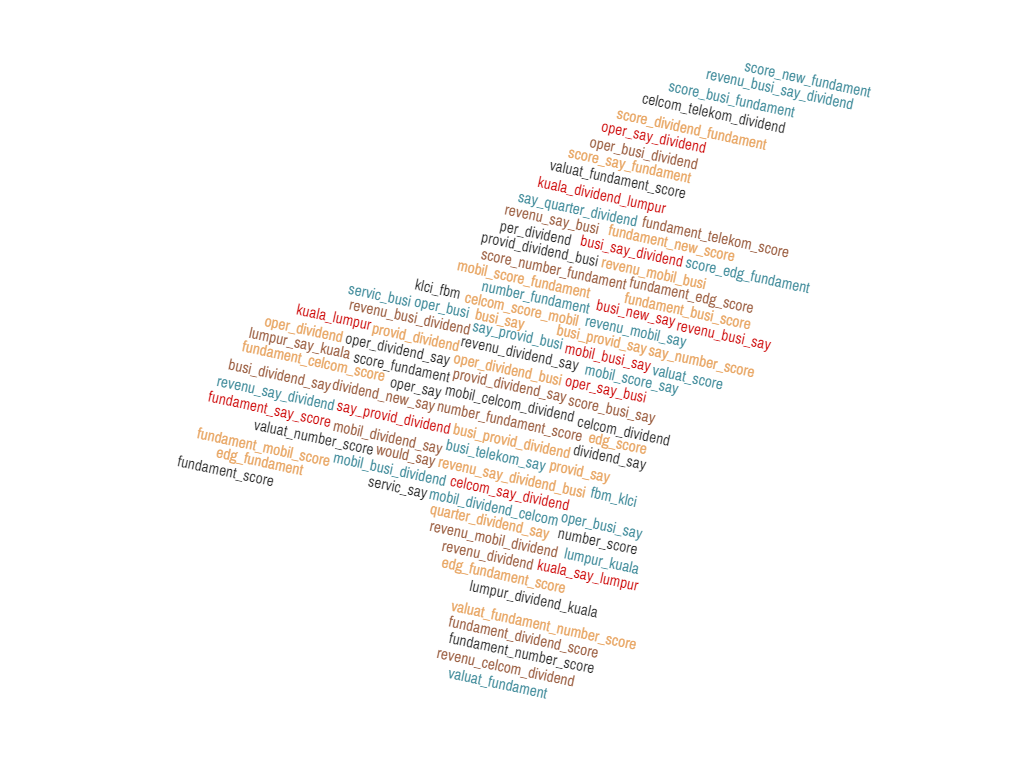 score_new_fundament
revenu_busi_say_dividend
score_busi_fundament
celcom_telekom_dividend
score_dividend_fundament
oper_say_dividend
oper_busi_dividend
score_say_fundament
valuat_fundament_score
kuala_dividend_lumpur
say_quarter_dividend fundament_telekom_score
revenu_say_busi fundament_new_score
per_dividend busi_say_dividend score_edg_fundament
provid_dividend_busi revenu_mobil_busi
score_number_fundament fundament_edg_score
mobil_score_fundament fundament_busi_score
klci_fbm number_fundament busi_new_say revenu_busi_say
servic_busi oper_busi celcom_score_mobil revenu_mobil_say
revenu_busi_dividend busi_say busi_provid_say say_number_score
kuala_lumpur provid_dividend say_provid_busi mobil_busi_say valuat_score
oper_dividend oper_dividend_say revenu_dividend_say mobil_score_say
lumpur_say_kuala score_fundament oper_dividend_busi oper_say_busi
fundament_celcom_score oper_say provid_dividend_say score_busi_say
busi_dividend_say dividend_new_say mobil_celcom_dividend celcom_dividend
revenu_say_dividend number_fundament_score edg_score
fundament_say_score say_provid_dividend busi_provid_dividend dividend_say
valuat_number_score mobil_dividend_say busi_telekom_say provid_say
fundament_mobil_score would_say revenu_say_dividend_busi fbm_klci
edg_fundament mobil_busi_dividend celcom_say_dividend
fundament_score servic_say mobil_dividend_celcom oper_busi_say
quarter_dividend_say number_score
revenu_mobil_dividend lumpur_kuala
revenu_dividend kuala_say_lumpur
edg_fundament_score
lumpur_dividend_kuala
valuat_fundament_number_score
fundament_dividend_score
fundament_number_score
revenu_celcom_dividend
valuat_fundament